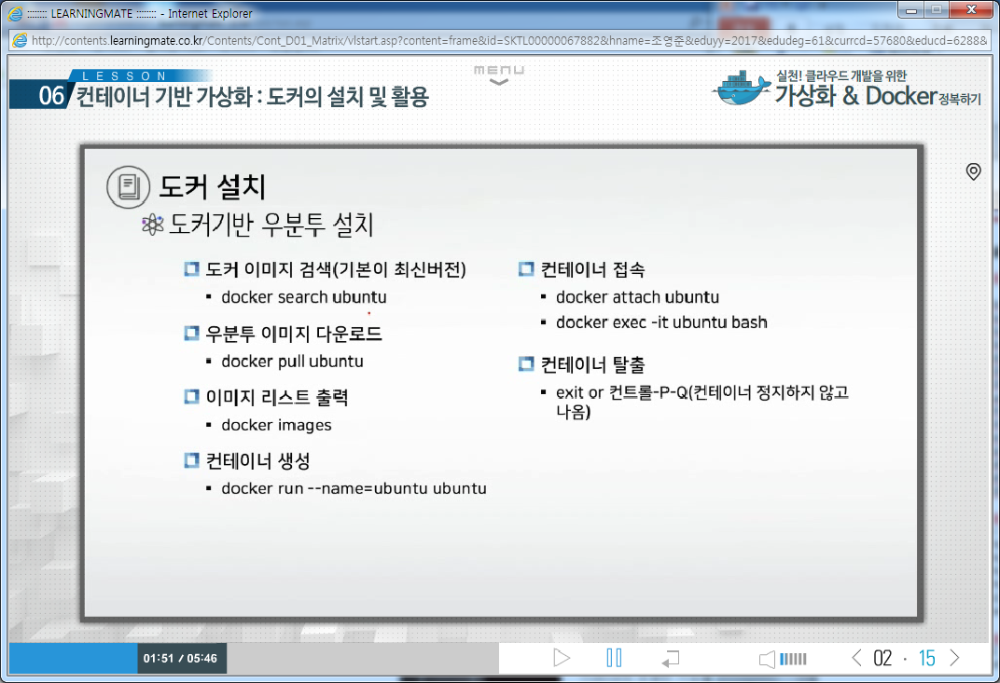 :::::::: LEARNINGMATE :::::::: - Internet Explorer
http://contents.learningmate.co.kr/Contents/Cont_D01_Matrix/vlstart.asp?content=frame&id=SKTL00000067882&hname=조영준&eduyy=2017&edudeg=61&currcd=57680&educd=6288&
LESSON
06 컨테이너 기반 가상화 : 도커의 설치 및 활용
MENU
실천! 클라우드 개발을 위한
가상화 & Docker 정복하기
도커 설치
도커기반 우분투 설치
도커 이미지 검색(기본이 최신버전)
▪ docker search ubuntu
우분투 이미지 다운로드
▪ docker pull ubuntu
이미지 리스트 출력
▪ docker images
컨테이너 생성
▪ docker run --name=ubuntu ubuntu
컨테이너 접속
▪ docker attach ubuntu
▪ docker exec -it ubuntu bash
컨테이너 탈출
▪ exit or 컨트롤-P-Q(컨테이너 정지하지 않고
나옴)
01:51 / 05:46
02 · 15